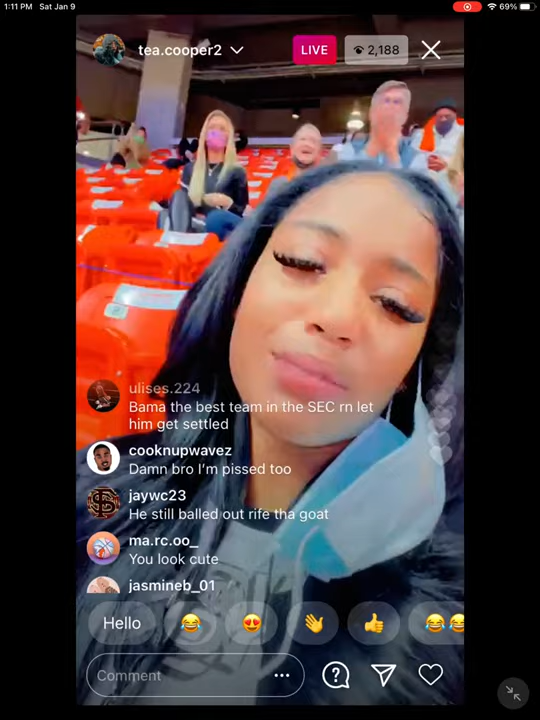 1:11 PM Sat Jan 9
69%
tea.cooper2
LIVE
2,188
ulises.224
Bama the best team in the SEC rn let
him get settled
cooknupwavez
Damn bro I'm pissed too
jaywc23
He still balled out rife tha goat
ma.rc.oo_
You look cute
jasmineb_01
Hello
Comment